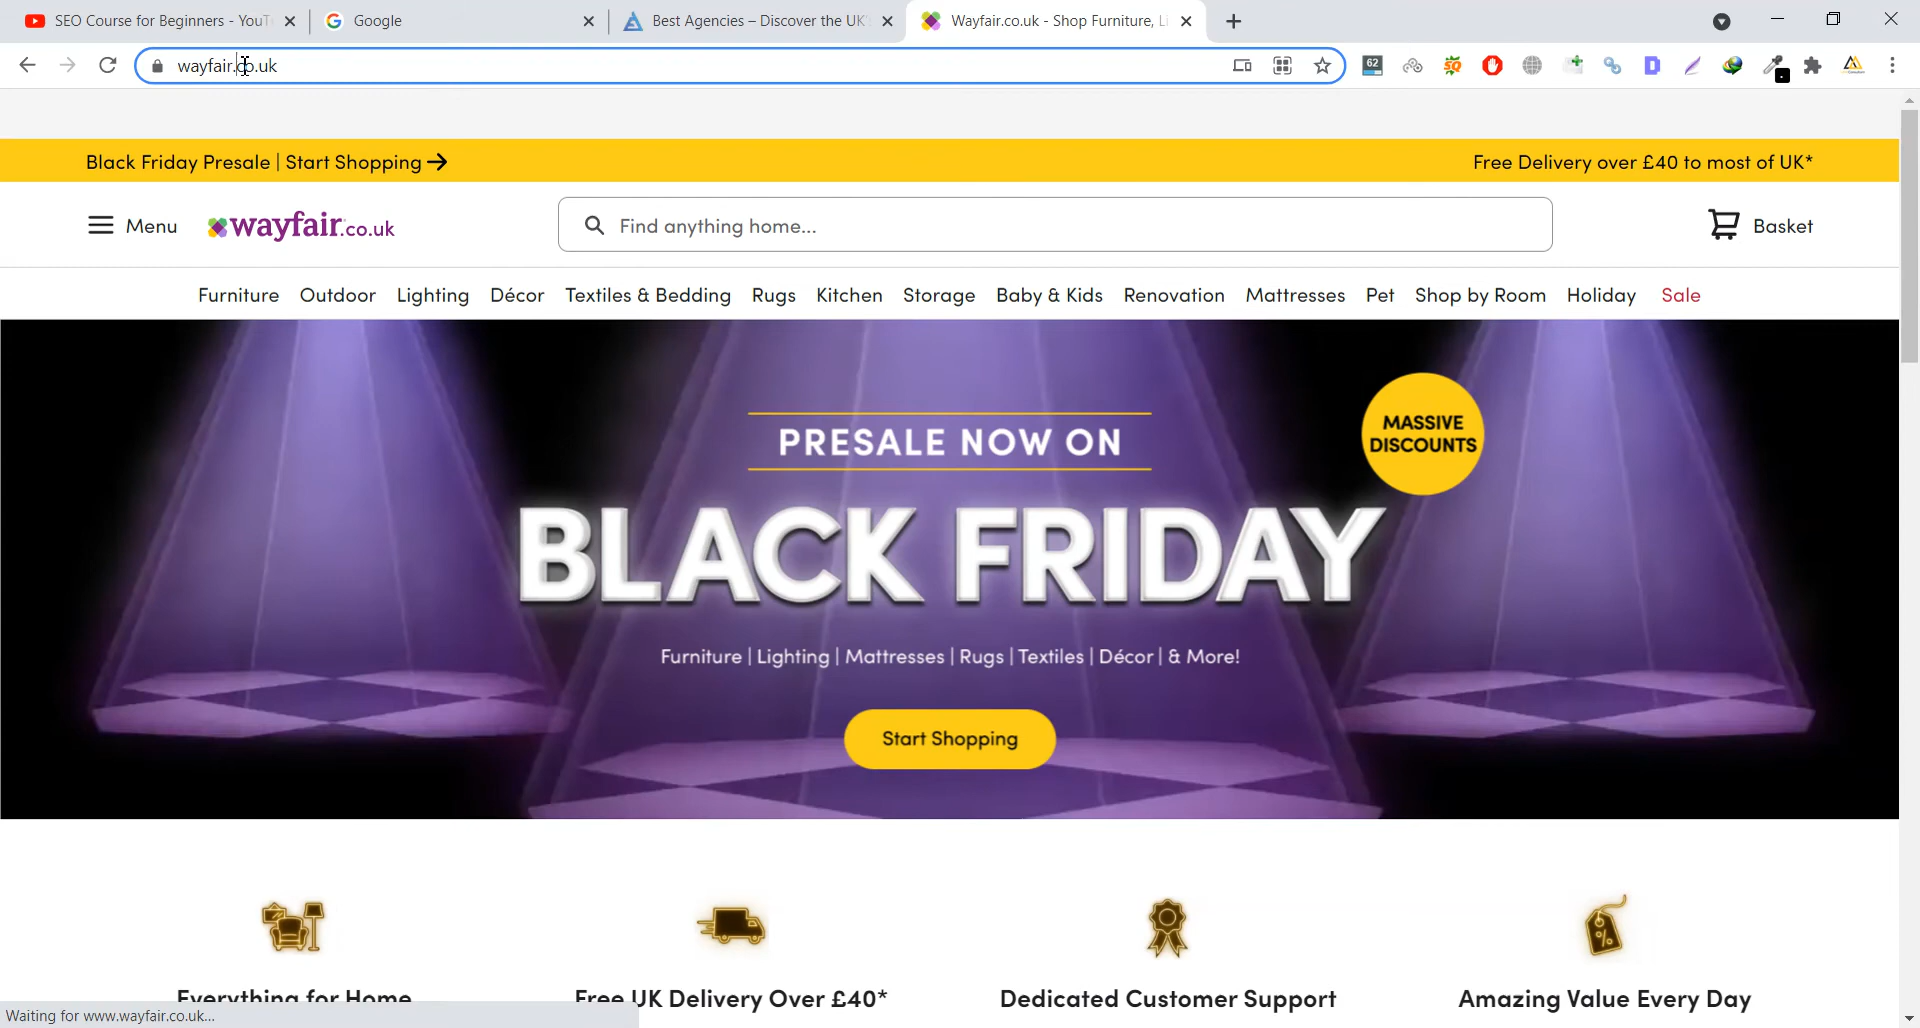 SEO Course for Beginners - YouT
Google
Best Agencies – Discover the UK's
Wayfair.co.uk - Shop Furniture, Li
wayfair.co.uk
62
Black Friday Presale | Start Shopping →
Free Delivery over £40 to most of UK*
Menu
wayfair.co.uk
Find anything home...
Basket
Furniture Outdoor Lighting Décor Textiles & Bedding Rugs Kitchen Storage Baby & Kids Renovation Mattresses Pet Shop by Room Holiday Sale
PRESALE NOW ON
MASSIVE
DISCOUNTS
BLACK FRIDAY
Furniture | Lighting | Mattresses | Rugs | Textiles | Décor | & More!
Start Shopping
Everything for Home
Free UK Delivery Over £40*
Dedicated Customer Support
Amazing Value Every Day
Waiting for www.wayfair.co.uk...